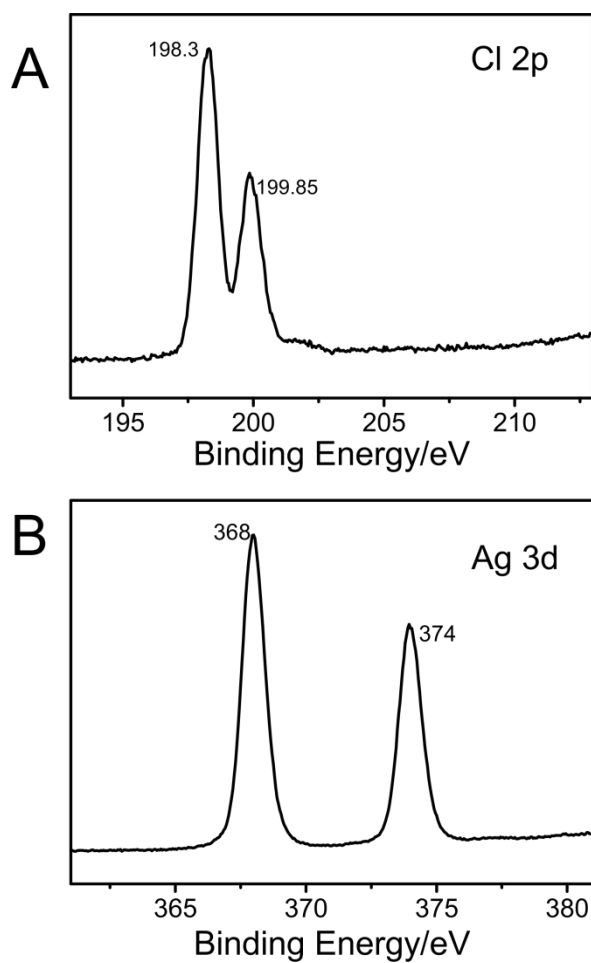 A
198.3
Cl 2p
199.85
195 200 205 210
Binding Energy/eV
B
368
Ag 3d
374
365 370 375 380
Binding Energy/eV